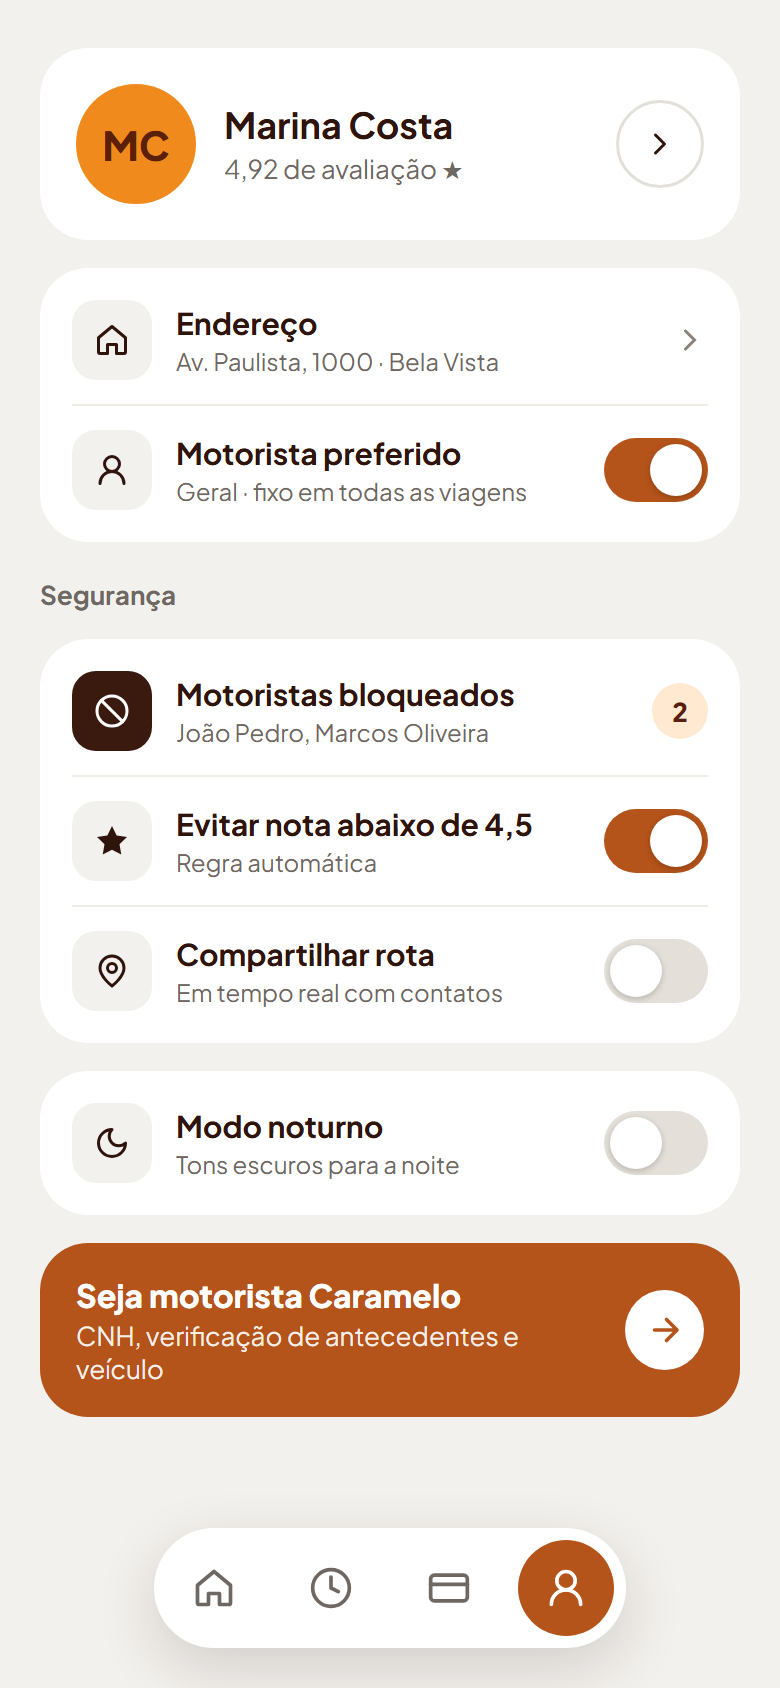 MC
Marina Costa
4,92 de avaliação ★
Endereço
Av. Paulista, 1000 · Bela Vista
Motorista preferido
Geral · fixo em todas as viagens
Segurança
Motoristas bloqueados
João Pedro, Marcos Oliveira
2
Evitar nota abaixo de 4,5
Regra automática
Compartilhar rota
Em tempo real com contatos
Modo noturno
Tons escuros para a noite
Seja motorista Caramelo
CNH, verificação de antecedentes e
veículo